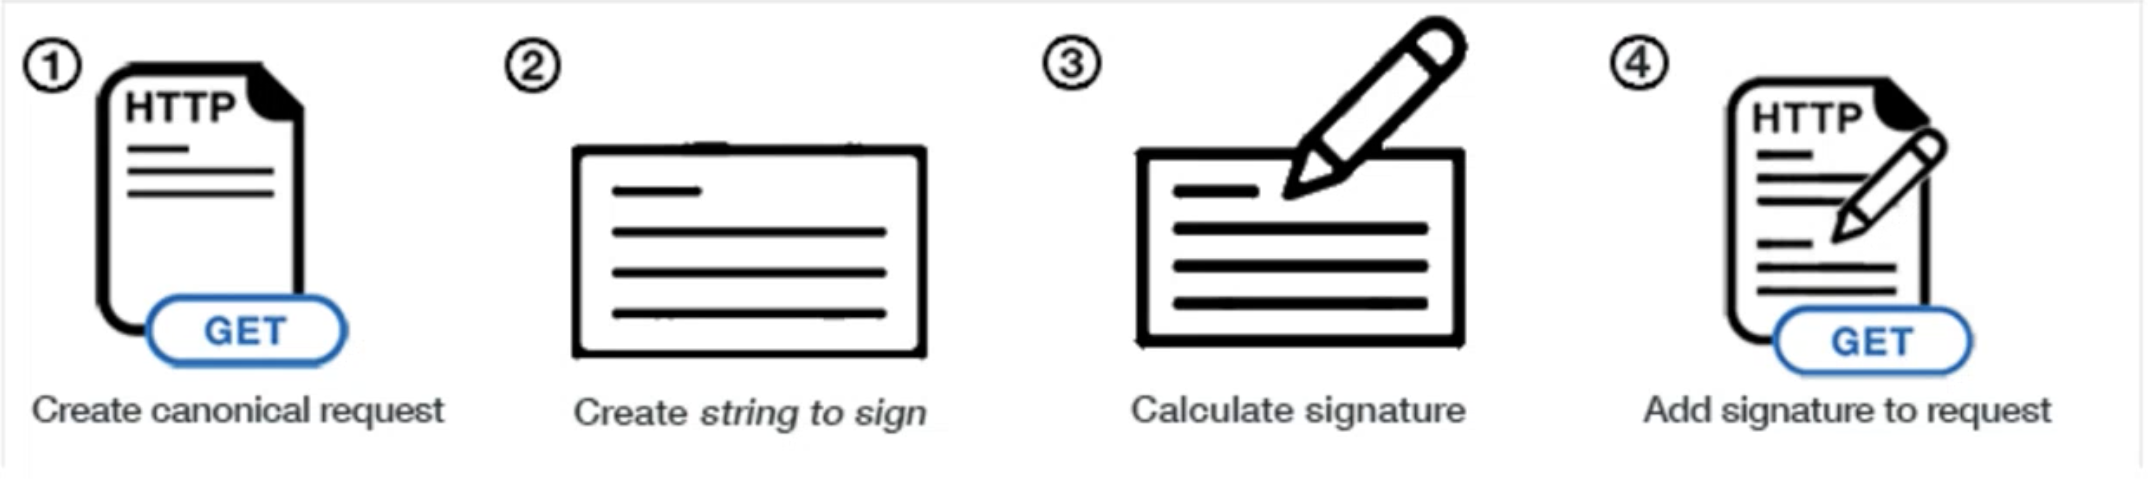 ①
HTTP
GET
Create canonical request
②
Create string to sign
③
Calculate signature
④
HTTP
GET
Add signature to request